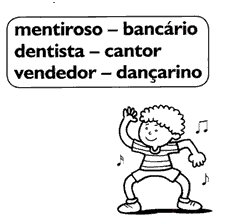 mentiroso – bancário
dentista – cantor
vendedor – dançarino